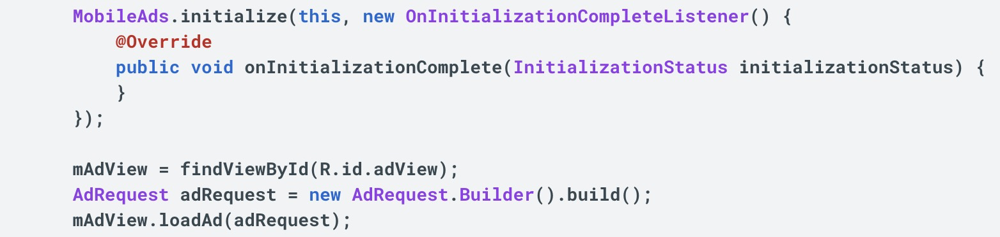 MobileAds.initialize(this, new OnInitializationCompleteListener() {
    @Override
    public void onInitializationComplete(InitializationStatus initializationStatus) {
    }
});

mAdView = findViewById(R.id.adView);
AdRequest adRequest = new AdRequest.Builder().build();
mAdView.loadAd(adRequest);